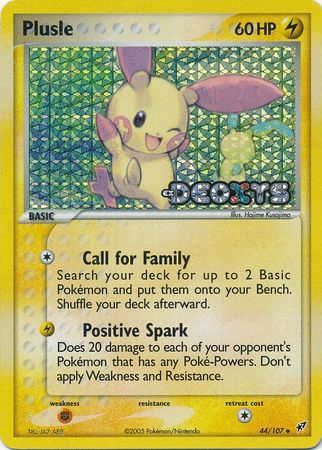 Plusle 60 HP
EX DEOXYS
BASIC
Illus. Hajime Kusajima
Call for Family
Search your deck for up to 2 Basic
Pokémon and put them onto your Bench.
Shuffle your deck afterward.
Positive Spark
Does 20 damage to each of your opponent's
Pokémon that has any Poké-Powers. Don't
apply Weakness and Resistance.
weakness resistance retreat cost
©2005 Pokémon/Nintendo 44/107